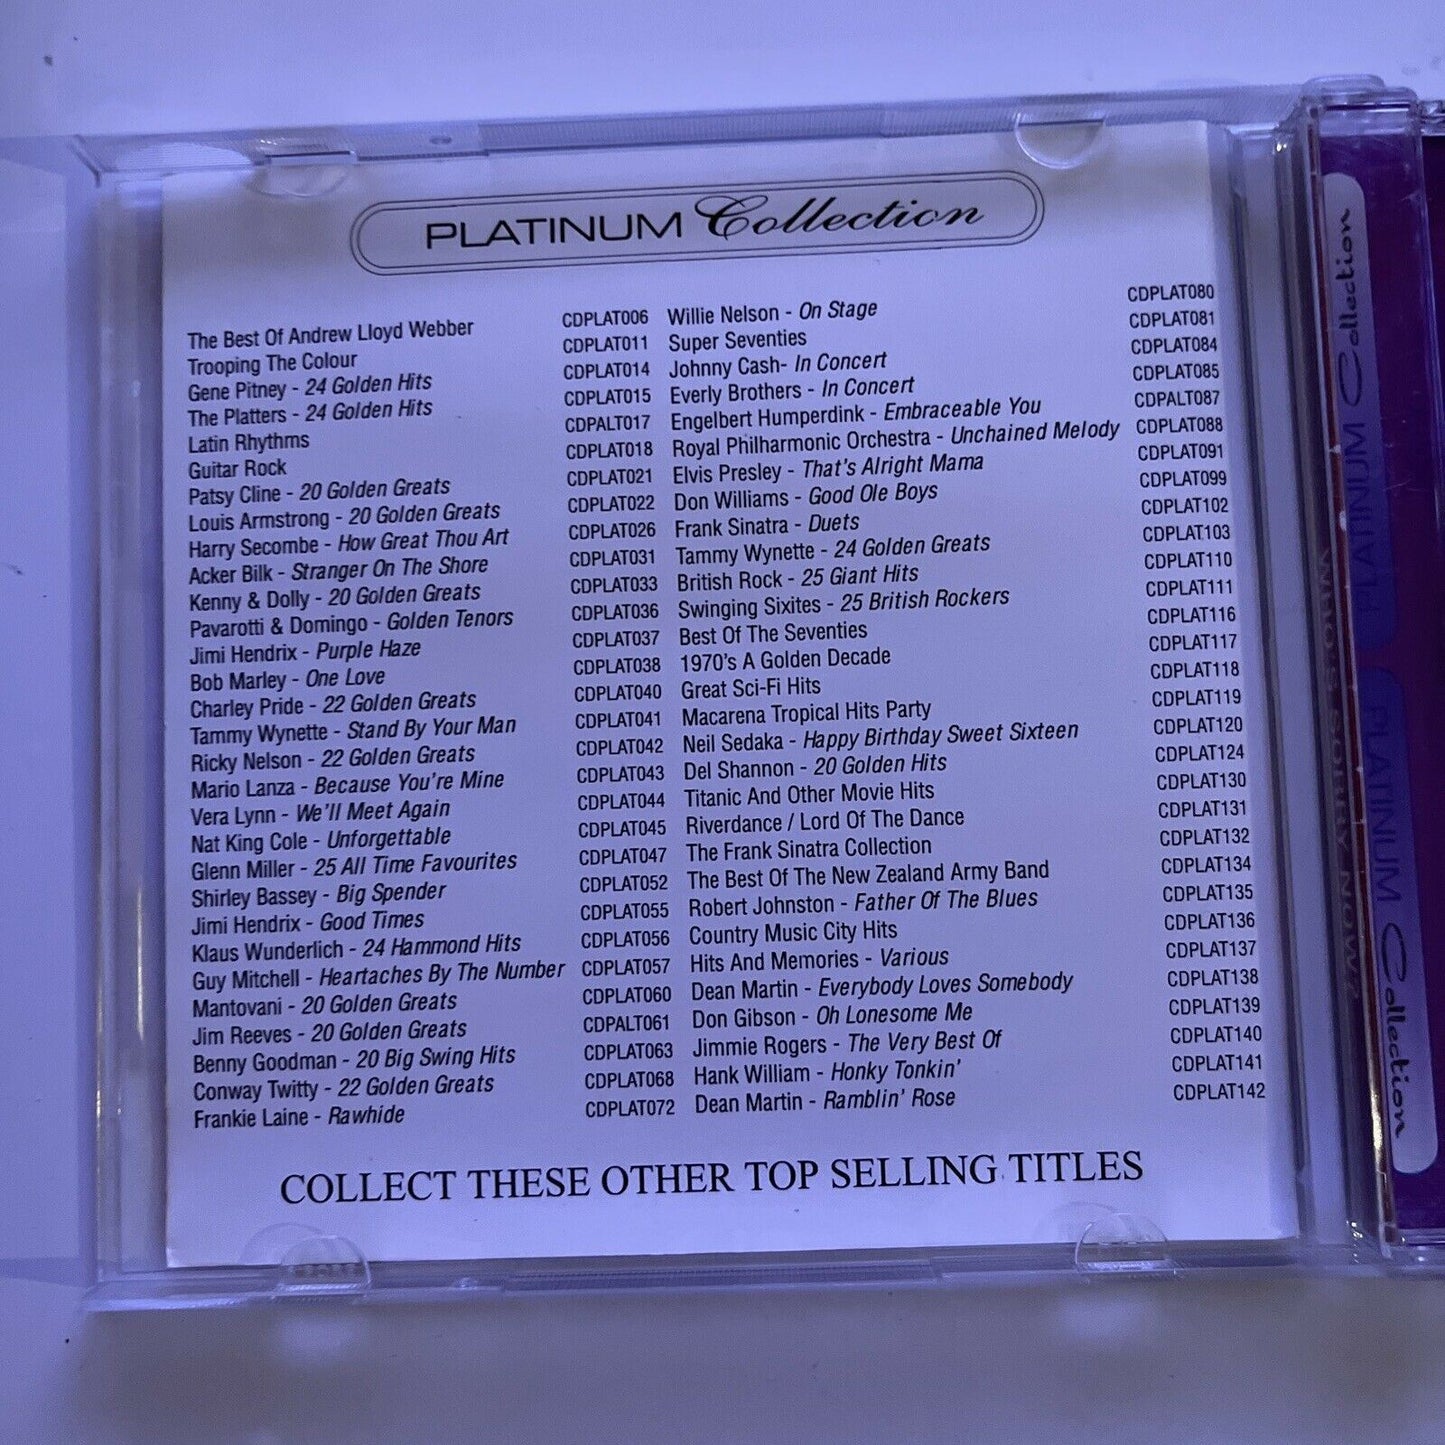 PLATINUM Collection
The Best Of Andrew Lloyd Webber CDPLAT006
Trooping The Colour CDPLAT011
Gene Pitney - 24 Golden Hits CDPLAT014
The Platters - 24 Golden Hits CDPLAT015
Latin Rhythms CDPALT017
Guitar Rock CDPLAT018
Patsy Cline - 20 Golden Greats CDPLAT021
Louis Armstrong - 20 Golden Greats CDPLAT022
Harry Secombe - How Great Thou Art CDPLAT026
Acker Bilk - Stranger On The Shore CDPLAT031
Kenny & Dolly - 20 Golden Greats CDPLAT033
Pavarotti & Domingo - Golden Tenors CDPLAT036
Jimi Hendrix - Purple Haze CDPLAT037
Bob Marley - One Love CDPLAT038
Charley Pride - 22 Golden Greats CDPLAT040
Tammy Wynette - Stand By Your Man CDPLAT041
Ricky Nelson - 22 Golden Greats CDPLAT042
Mario Lanza - Because You're Mine CDPLAT043
Vera Lynn - We'll Meet Again CDPLAT044
Nat King Cole - Unforgettable CDPLAT045
Glenn Miller - 25 All Time Favourites CDPLAT047
Shirley Bassey - Big Spender CDPLAT052
Jimi Hendrix - Good Times CDPLAT055
Klaus Wunderlich - 24 Hammond Hits CDPLAT056
Guy Mitchell - Heartaches By The Number CDPLAT057
Mantovani - 20 Golden Greats CDPLAT060
Jim Reeves - 20 Golden Greats CDPALT061
Benny Goodman - 20 Big Swing Hits CDPLAT063
Conway Twitty - 22 Golden Greats CDPLAT068
Frankie Laine - Rawhide CDPLAT072
Willie Nelson - On Stage CDPLAT080
Super Seventies CDPLAT081
Johnny Cash- In Concert CDPLAT084
Everly Brothers - In Concert CDPLAT085
Engelbert Humperdink - Embraceable You CDPALT087
Royal Philharmonic Orchestra - Unchained Melody CDPLAT088
Elvis Presley - That's Alright Mama CDPLAT091
Don Williams - Good Ole Boys CDPLAT099
Frank Sinatra - Duets CDPLAT102
Tammy Wynette - 24 Golden Greats CDPLAT103
British Rock - 25 Giant Hits CDPLAT110
Swinging Sixites - 25 British Rockers CDPLAT111
Best Of The Seventies CDPLAT116
1970's A Golden Decade CDPLAT117
Great Sci-Fi Hits CDPLAT118
Macarena Tropical Hits Party CDPLAT119
Neil Sedaka - Happy Birthday Sweet Sixteen CDPLAT120
Del Shannon - 20 Golden Hits CDPLAT124
Titanic And Other Movie Hits CDPLAT130
Riverdance / Lord Of The Dance CDPLAT131
The Frank Sinatra Collection CDPLAT132
The Best Of The New Zealand Army Band CDPLAT134
Robert Johnston - Father Of The Blues CDPLAT135
Country Music City Hits CDPLAT136
Hits And Memories - Various CDPLAT137
Dean Martin - Everybody Loves Somebody CDPLAT138
Don Gibson - Oh Lonesome Me CDPLAT139
Jimmie Rogers - The Very Best Of CDPLAT140
Hank William - Honky Tonkin' CDPLAT141
Dean Martin - Ramblin' Rose CDPLAT142
COLLECT THESE OTHER TOP SELLING TITLES
WHO'S SORRY NOW?
PLATINUM Collection
PLATINUM Collection